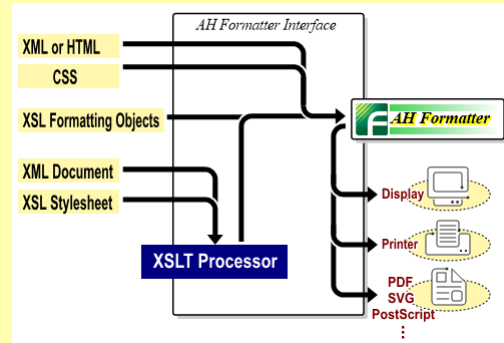 AH Formatter Interface
XML or HTML
CSS
XSL Formatting Objects
AH Formatter
XML Document
XSL Stylesheet
XSLT Processor
Display
Printer
PDF
SVG
PostScript
⋮